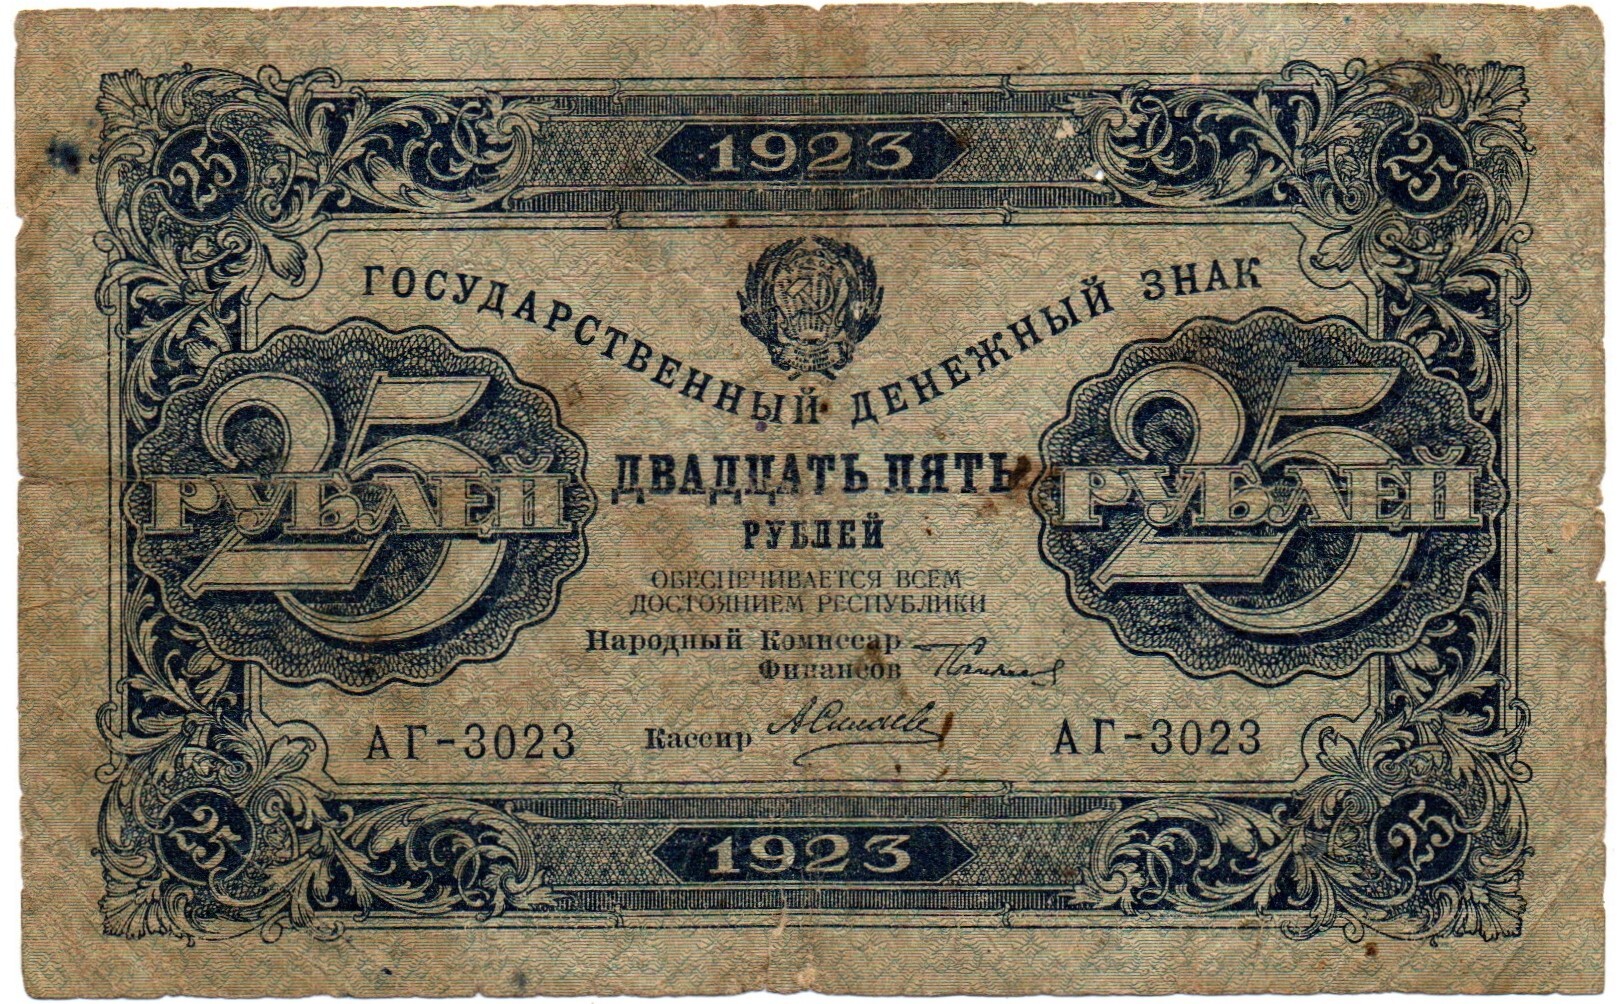 1923
25 25
ГОСУДАРСТВЕННЫЙ ДЕНЕЖНЫЙ ЗНАК
25 РУБЛЕЙ
25 РУБЛЕЙ
ДВАДЦАТЬ ПЯТЬ
РУБЛЕЙ
ОБЕСПЕЧИВАЕТСЯ ВСЕМ
ДОСТОЯНИЕМ РЕСПУБЛИКИ
Народный Комиссар
Финансов
АГ-3023 Кассир АГ-3023
25 25
1923